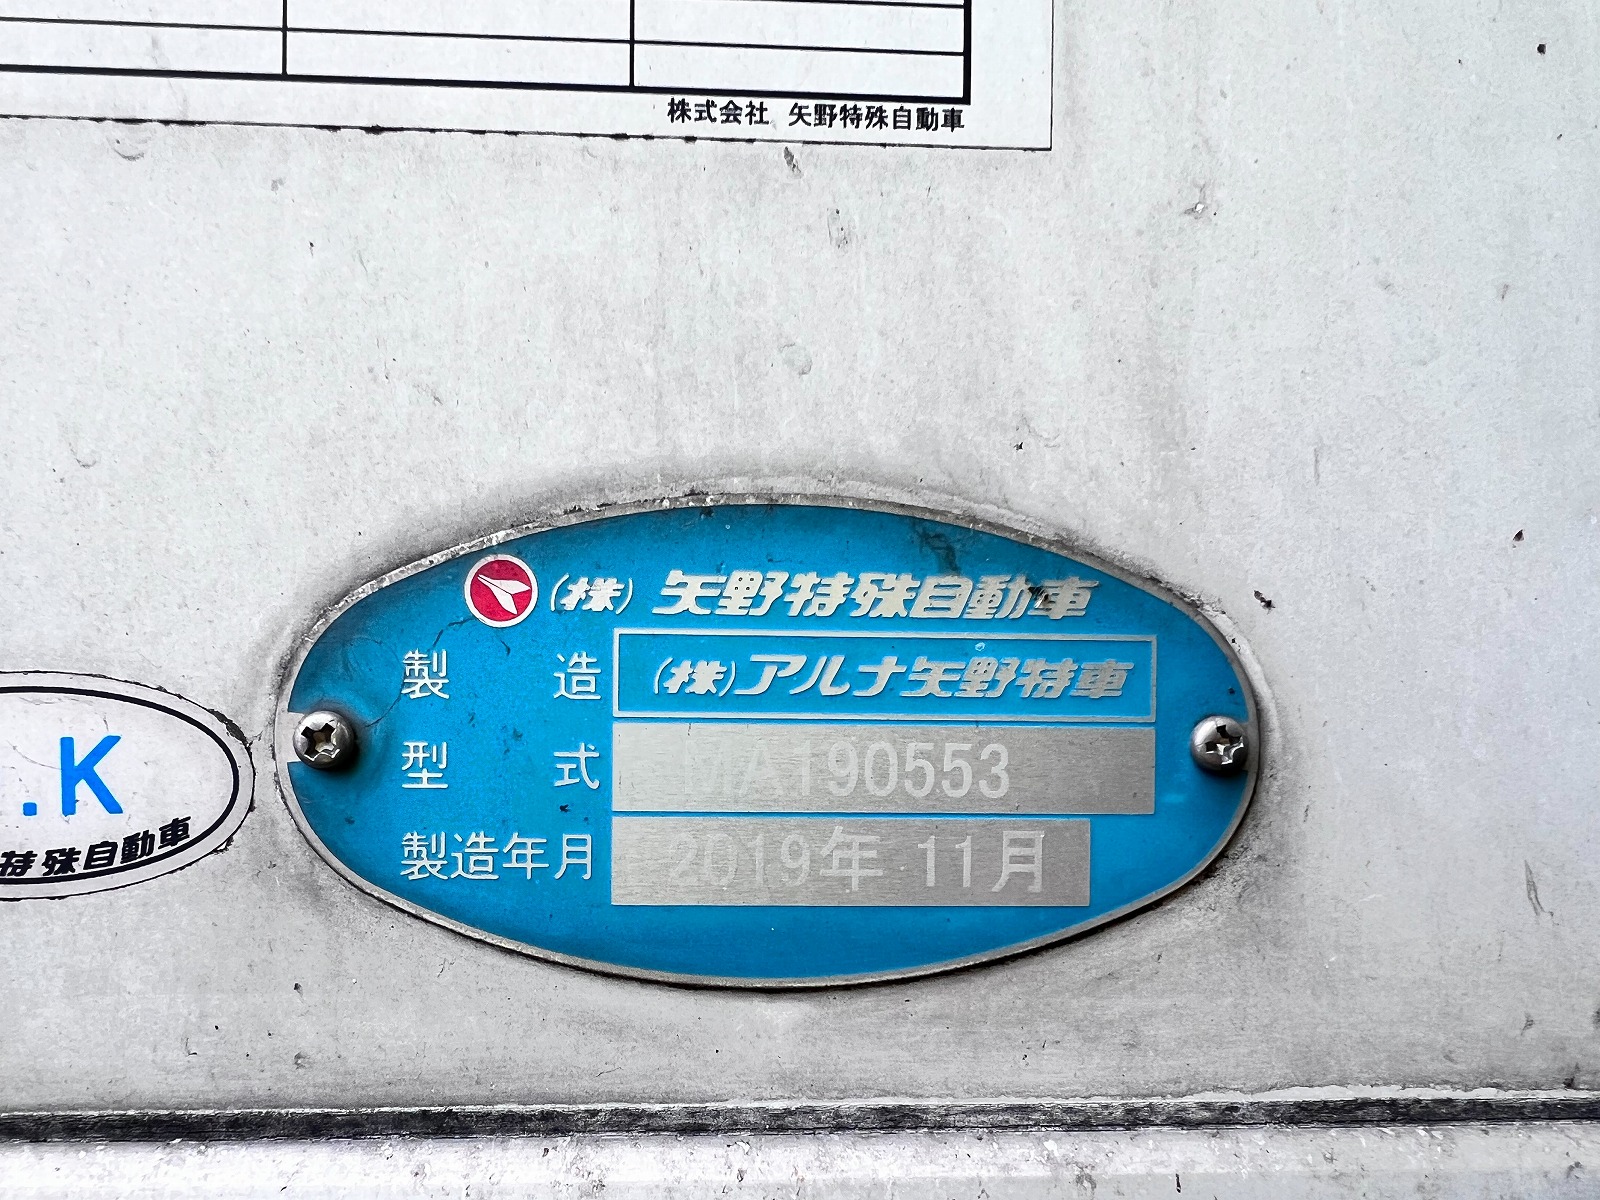 株式会社 矢野特殊自動車
(株) 矢野特殊自動車
製造 (株)アルナ矢野特車
型式 A190553
製造年月 2019年 11月
.K
特殊自動車